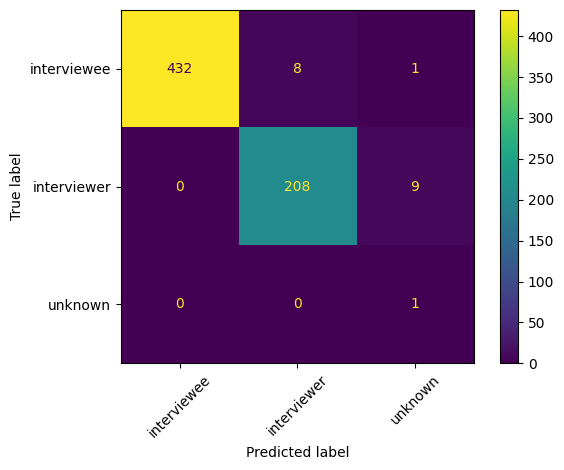 interviewee
interviewer
unknown
True label
432 8 1
0 208 9
0 0 1
interviewee
interviewer
unknown
Predicted label
400
350
300
250
200
150
100
50
0